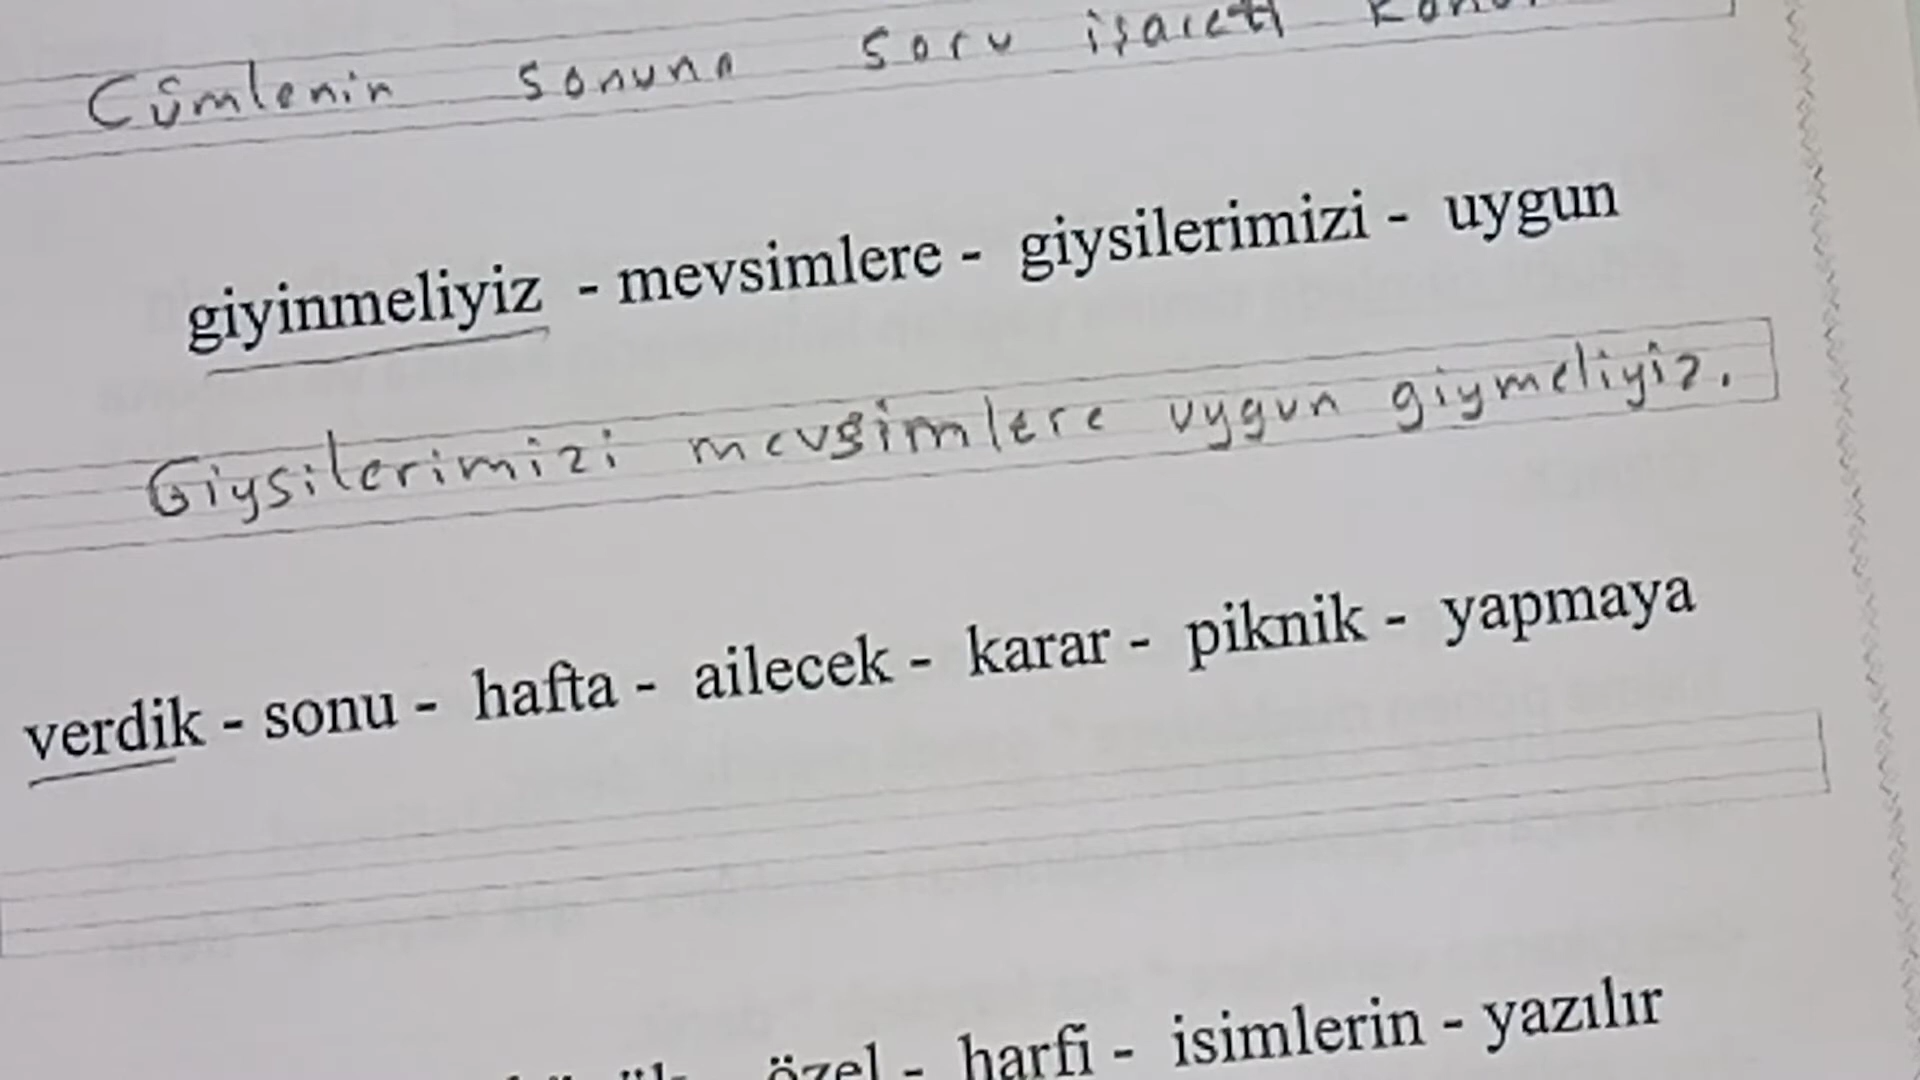 Cümlenin sonuna soru işareti
giyinmeliyiz - mevsimlere - giysilerimizi - uygun
Giysilerimizi mevsimlere uygun giymeliyiz.
verdik - sonu - hafta - ailecek - karar - piknik - yapmaya
özel - harfi - isimlerin - yazılır